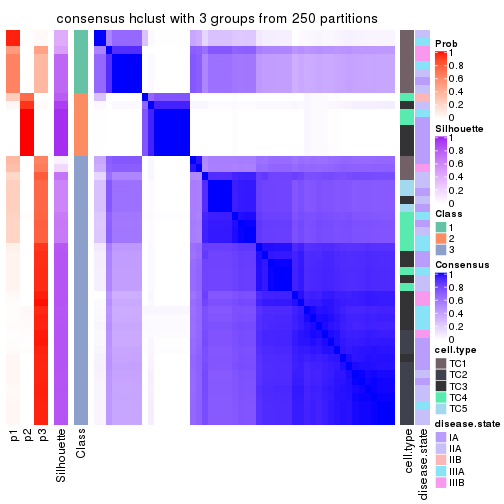 consensus hclust with 3 groups from 250 partitions
Prob
1
0.8
0.6
0.4
0.2
0
Silhouette
1
0.8
0.6
0.4
0.2
0
Class
1
2
3
Consensus
1
0.8
0.6
0.4
0.2
0
cell.type
TC1
TC2
TC3
TC4
TC5
disease.state
IA
IIA
IIB
IIIA
IIIB
p1
p2
p3
Silhouette
Class
cell.type
disease.state